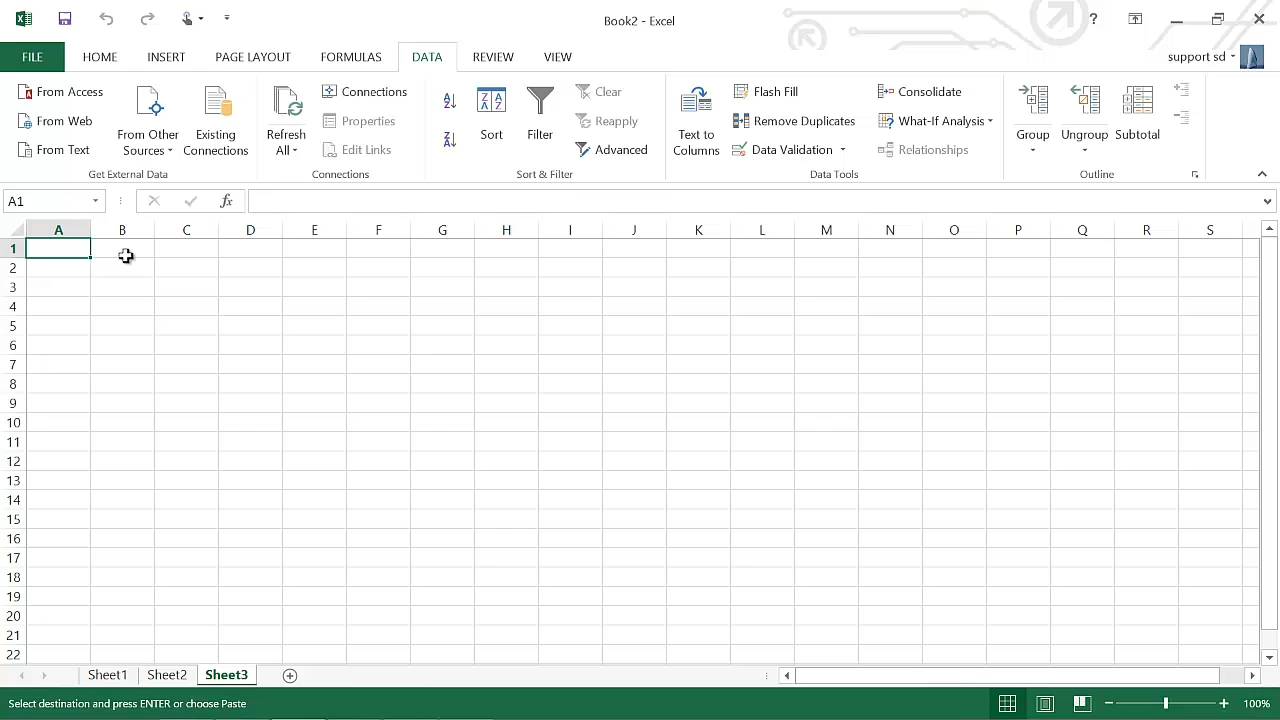 Book2 - Excel
?
FILE HOME INSERT PAGE LAYOUT FORMULAS DATA REVIEW VIEW support sd
From Access
From Web
From Text
From Other Sources
Existing Connections
Get External Data
Refresh All
Connections
Properties
Edit Links
Connections
Sort
Filter
Clear
Reapply
Advanced
Sort & Filter
Text to Columns
Flash Fill
Remove Duplicates
Data Validation
Consolidate
What-If Analysis
Relationships
Data Tools
Group
Ungroup
Subtotal
Outline
A1 fx
A B C D E F G H I J K L M N O P Q R S
1
2
3
4
5
6
7
8
9
10
11
12
13
14
15
16
17
18
19
20
21
22
Sheet1 Sheet2 Sheet3
Select destination and press ENTER or choose Paste 100%